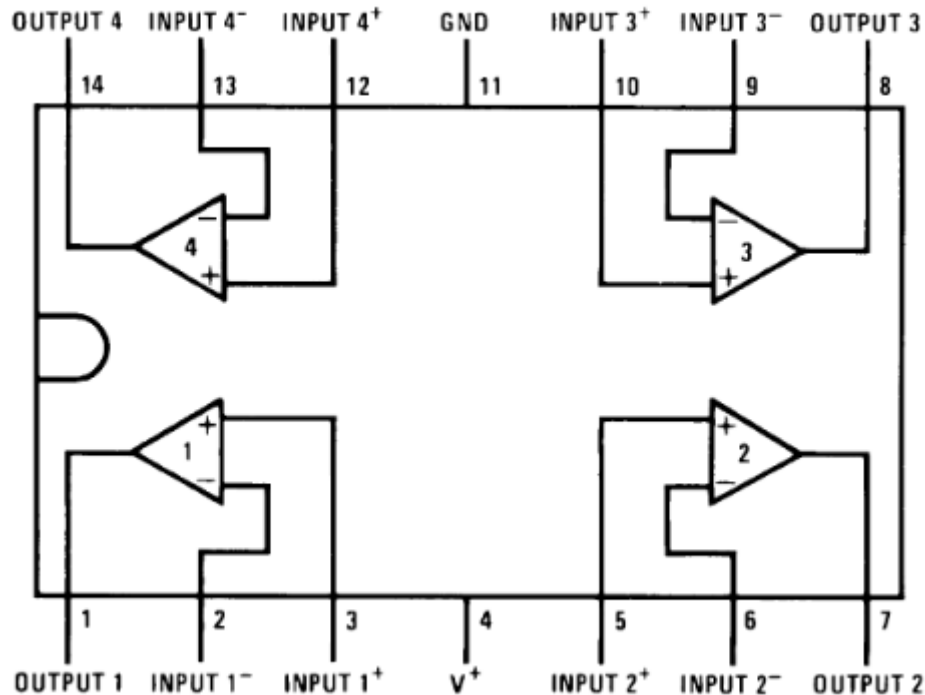 OUTPUT 4 INPUT 4⁻ INPUT 4⁺ GND INPUT 3⁺ INPUT 3⁻ OUTPUT 3
14 13 12 11 10 9 8
− −
4 3
+ +
+ +
1 2
− −
1 2 3 4 5 6 7
OUTPUT 1 INPUT 1⁻ INPUT 1⁺ V⁺ INPUT 2⁺ INPUT 2⁻ OUTPUT 2